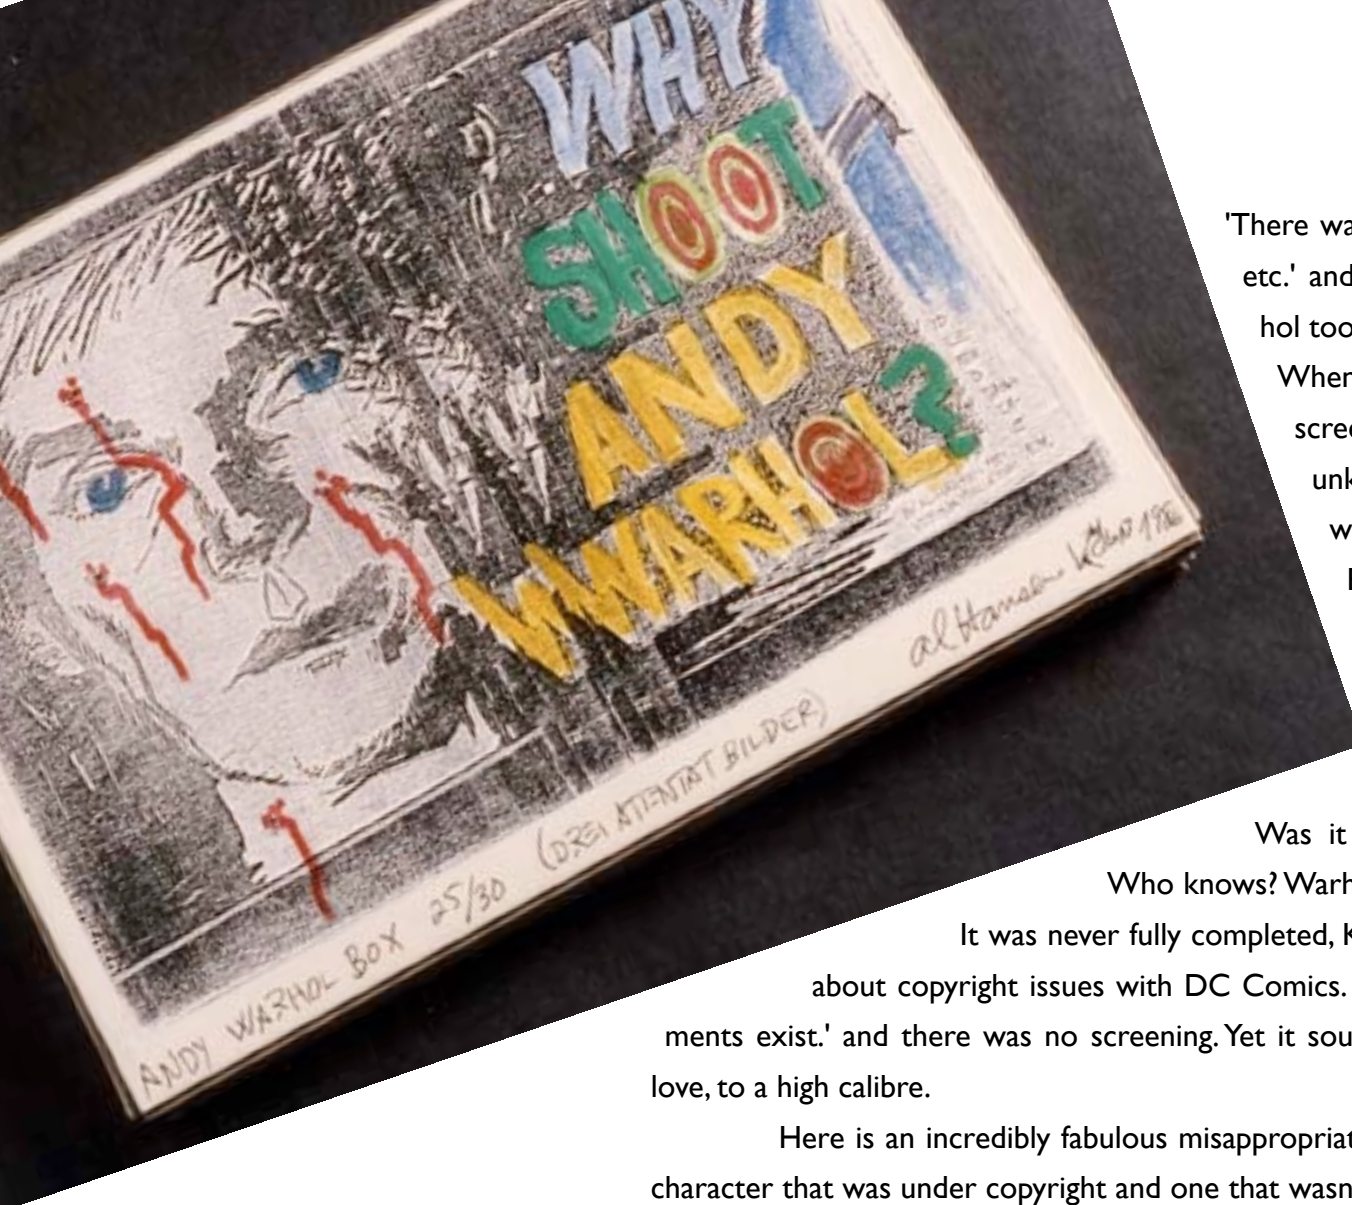 WHY
SHOOT
ANDY
WARHOL?
al Hansen Köln
ANDY WARHOL BOX 25/30 (DREI ATTENTAT BILDER)
'There wa
etc.' and
hol too
When
scree
unk
w
Was it
Who knows? Warh
It was never fully completed, K
about copyright issues with DC Comics.
ments exist.' and there was no screening. Yet it sou
love, to a high calibre.
Here is an incredibly fabulous misappropriat
character that was under copyright and one that wasn